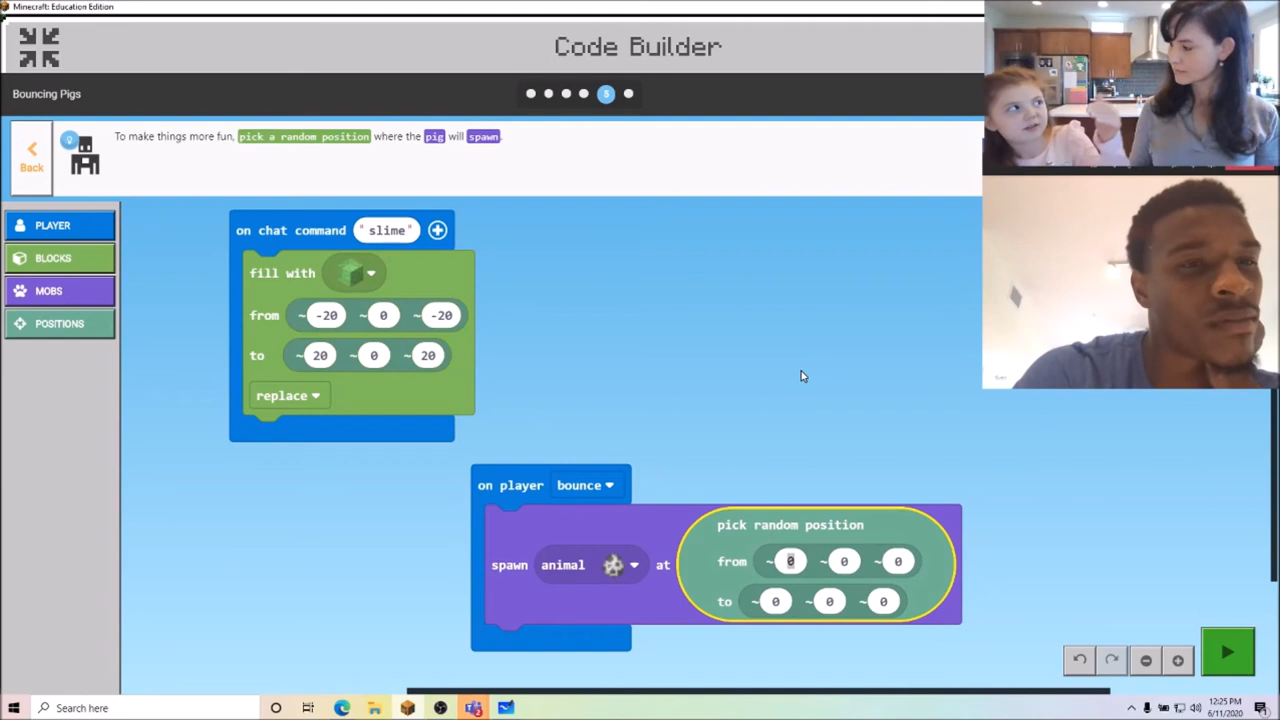 Minecraft: Education Edition
Code Builder
Bouncing Pigs
5
Back
To make things more fun, pick a random position where the pig will spawn.
PLAYER
BLOCKS
MOBS
POSITIONS
on chat command "slime"
fill with
from ~ -20 ~ 0 ~ -20
to ~ 20 ~ 0 ~ 20
replace
on player bounce
pick random position
from ~ 0 ~ 0 ~ 0
spawn animal at
to ~ 0 ~ 0 ~ 0
Search here
12:25 PM
6/11/2020